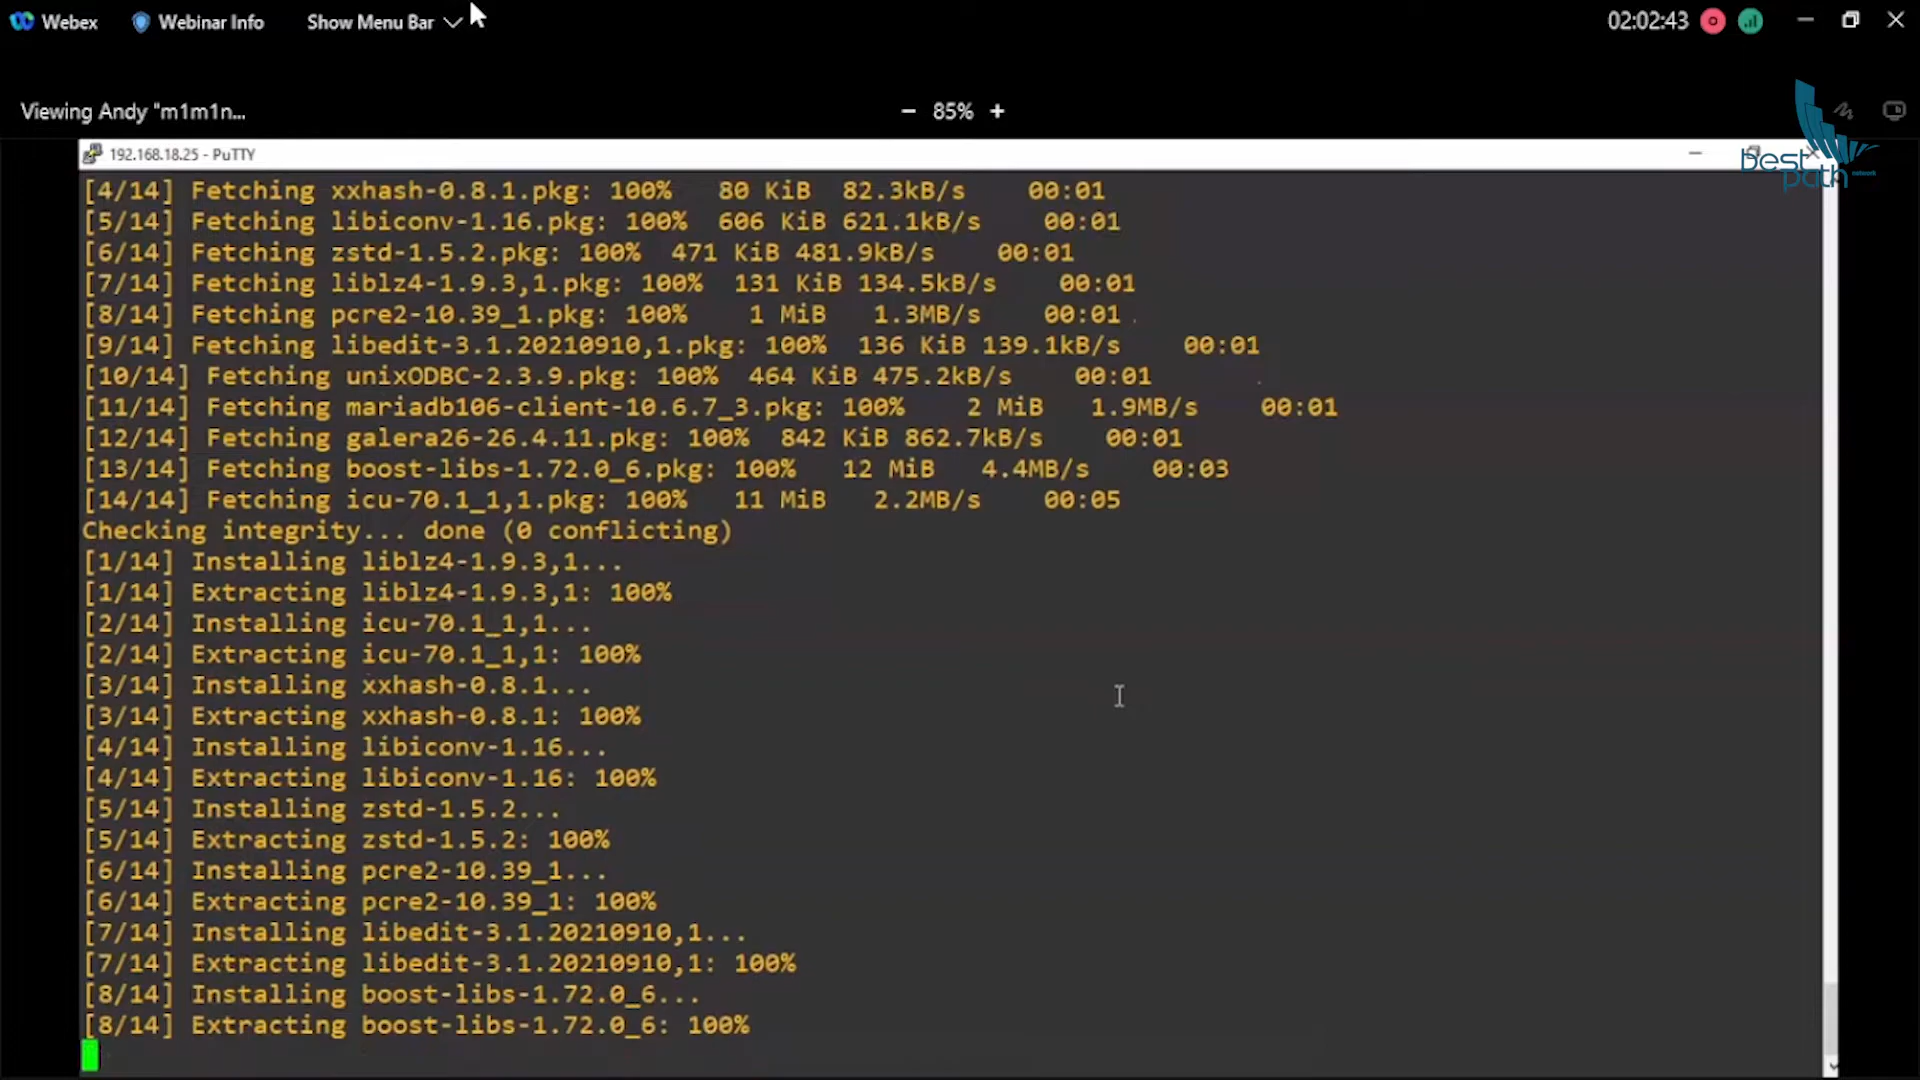 Webex Webinar Info Show Menu Bar 02:02:43
Viewing Andy "m1m1n... − 85% +
192.168.18.25 - PuTTY
best path network
[4/14] Fetching xxhash-0.8.1.pkg: 100% 80 KiB 82.3kB/s 00:01
[5/14] Fetching libiconv-1.16.pkg: 100% 606 KiB 621.1kB/s 00:01
[6/14] Fetching zstd-1.5.2.pkg: 100% 471 KiB 481.9kB/s 00:01
[7/14] Fetching liblz4-1.9.3,1.pkg: 100% 131 KiB 134.5kB/s 00:01
[8/14] Fetching pcre2-10.39_1.pkg: 100% 1 MiB 1.3MB/s 00:01
[9/14] Fetching libedit-3.1.20210910,1.pkg: 100% 136 KiB 139.1kB/s 00:01
[10/14] Fetching unixODBC-2.3.9.pkg: 100% 464 KiB 475.2kB/s 00:01
[11/14] Fetching mariadb106-client-10.6.7_3.pkg: 100% 2 MiB 1.9MB/s 00:01
[12/14] Fetching galera26-26.4.11.pkg: 100% 842 KiB 862.7kB/s 00:01
[13/14] Fetching boost-libs-1.72.0_6.pkg: 100% 12 MiB 4.4MB/s 00:03
[14/14] Fetching icu-70.1_1,1.pkg: 100% 11 MiB 2.2MB/s 00:05
Checking integrity... done (0 conflicting)
[1/14] Installing liblz4-1.9.3,1...
[1/14] Extracting liblz4-1.9.3,1: 100%
[2/14] Installing icu-70.1_1,1...
[2/14] Extracting icu-70.1_1,1: 100%
[3/14] Installing xxhash-0.8.1...
[3/14] Extracting xxhash-0.8.1: 100%
[4/14] Installing libiconv-1.16...
[4/14] Extracting libiconv-1.16: 100%
[5/14] Installing zstd-1.5.2...
[5/14] Extracting zstd-1.5.2: 100%
[6/14] Installing pcre2-10.39_1...
[6/14] Extracting pcre2-10.39_1: 100%
[7/14] Installing libedit-3.1.20210910,1...
[7/14] Extracting libedit-3.1.20210910,1: 100%
[8/14] Installing boost-libs-1.72.0_6...
[8/14] Extracting boost-libs-1.72.0_6: 100%